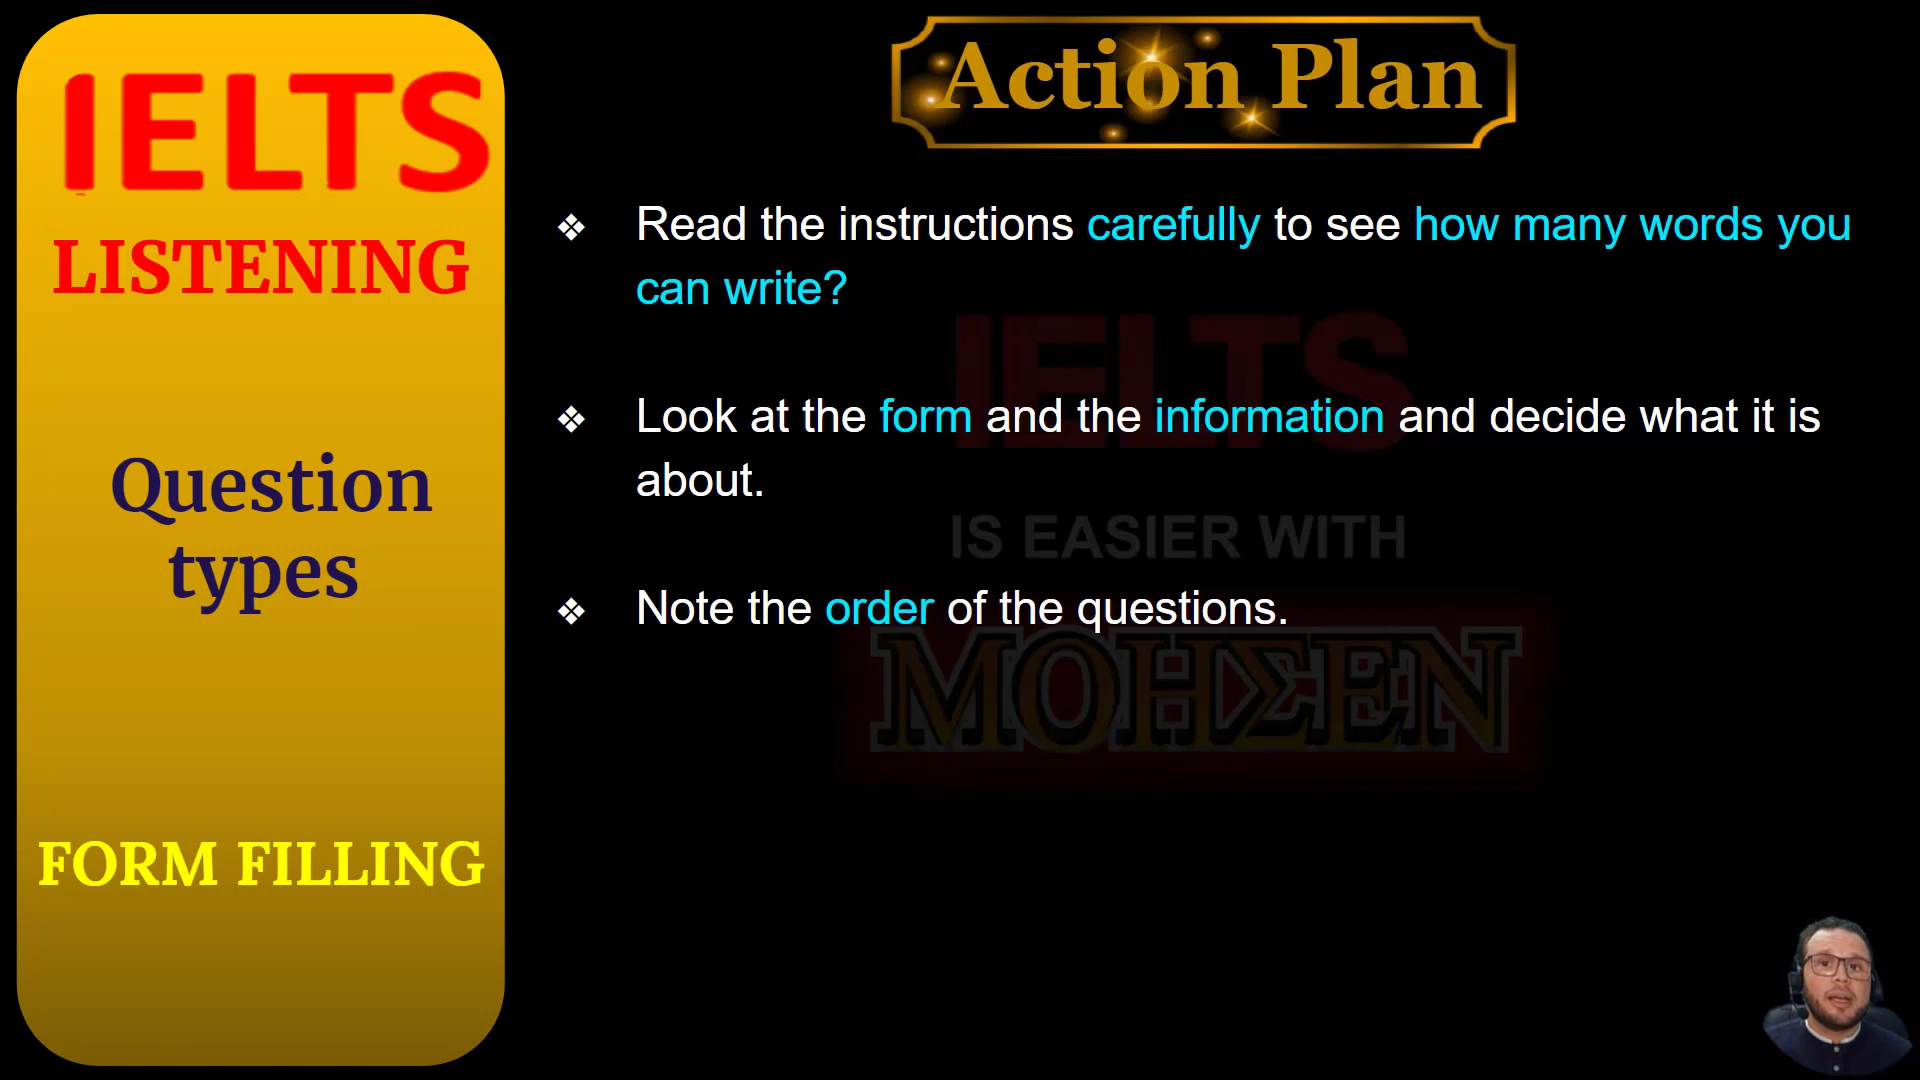 IELTS
LISTENING
Question
types
FORM FILLING
Action Plan
❖ Read the instructions carefully to see how many words you
can write?
❖ Look at the form and the information and decide what it is
about.
❖ Note the order of the questions.
IELTS
IS EASIER WITH
MOHΣEN